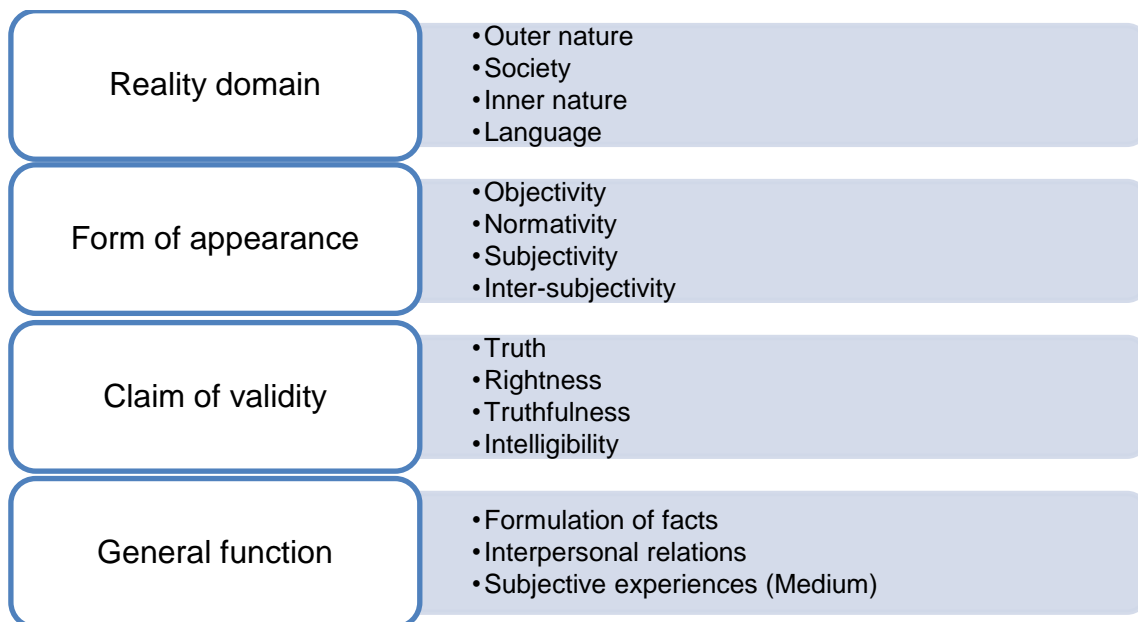 Reality domain
•Outer nature
•Society
•Inner nature
•Language
Form of appearance
•Objectivity
•Normativity
•Subjectivity
•Inter-subjectivity
Claim of validity
•Truth
•Rightness
•Truthfulness
•Intelligibility
General function
•Formulation of facts
•Interpersonal relations
•Subjective experiences (Medium)